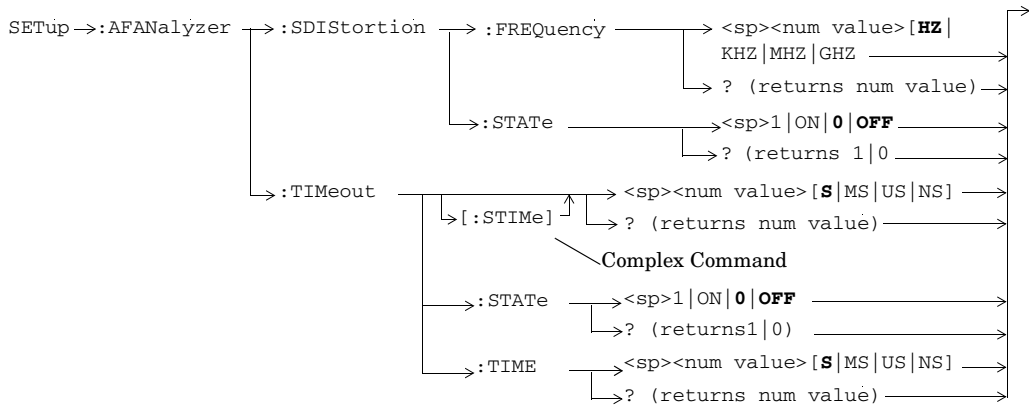 SETup :AFANalyzer :SDIStortion :FREQuency <sp><num value>[HZ|
KHZ|MHZ|GHZ
? (returns num value)
:STATe <sp>1|ON|0|OFF
? (returns 1|0
:TIMeout <sp><num value>[S|MS|US|NS]
[:STIMe] ? (returns num value)
Complex Command
:STATe <sp>1|ON|0|OFF
? (returns1|0)
:TIME <sp><num value>[S|MS|US|NS]
? (returns num value)